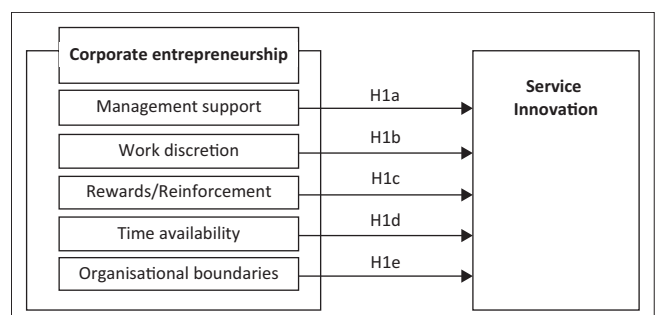 Corporate entrepreneurship
Management support
Work discretion
Rewards/Reinforcement
Time availability
Organisational boundaries
H1a
H1b
H1c
H1d
H1e
Service
Innovation